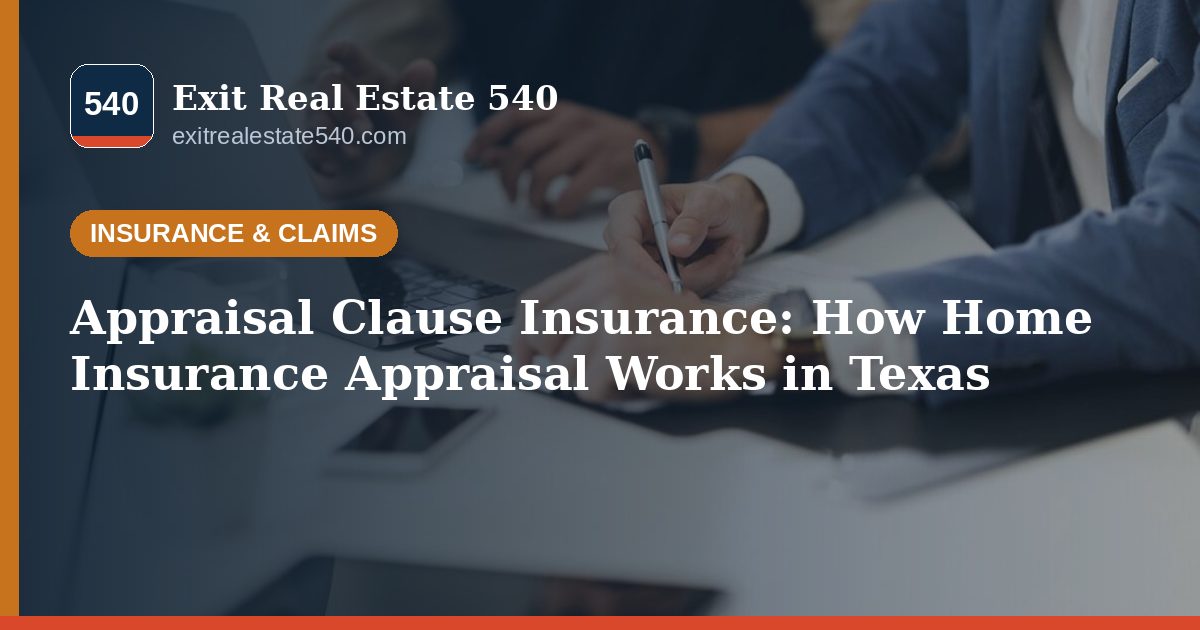 540
Exit Real Estate 540
exitrealestate540.com
INSURANCE & CLAIMS
Appraisal Clause Insurance: How Home
Insurance Appraisal Works in Texas